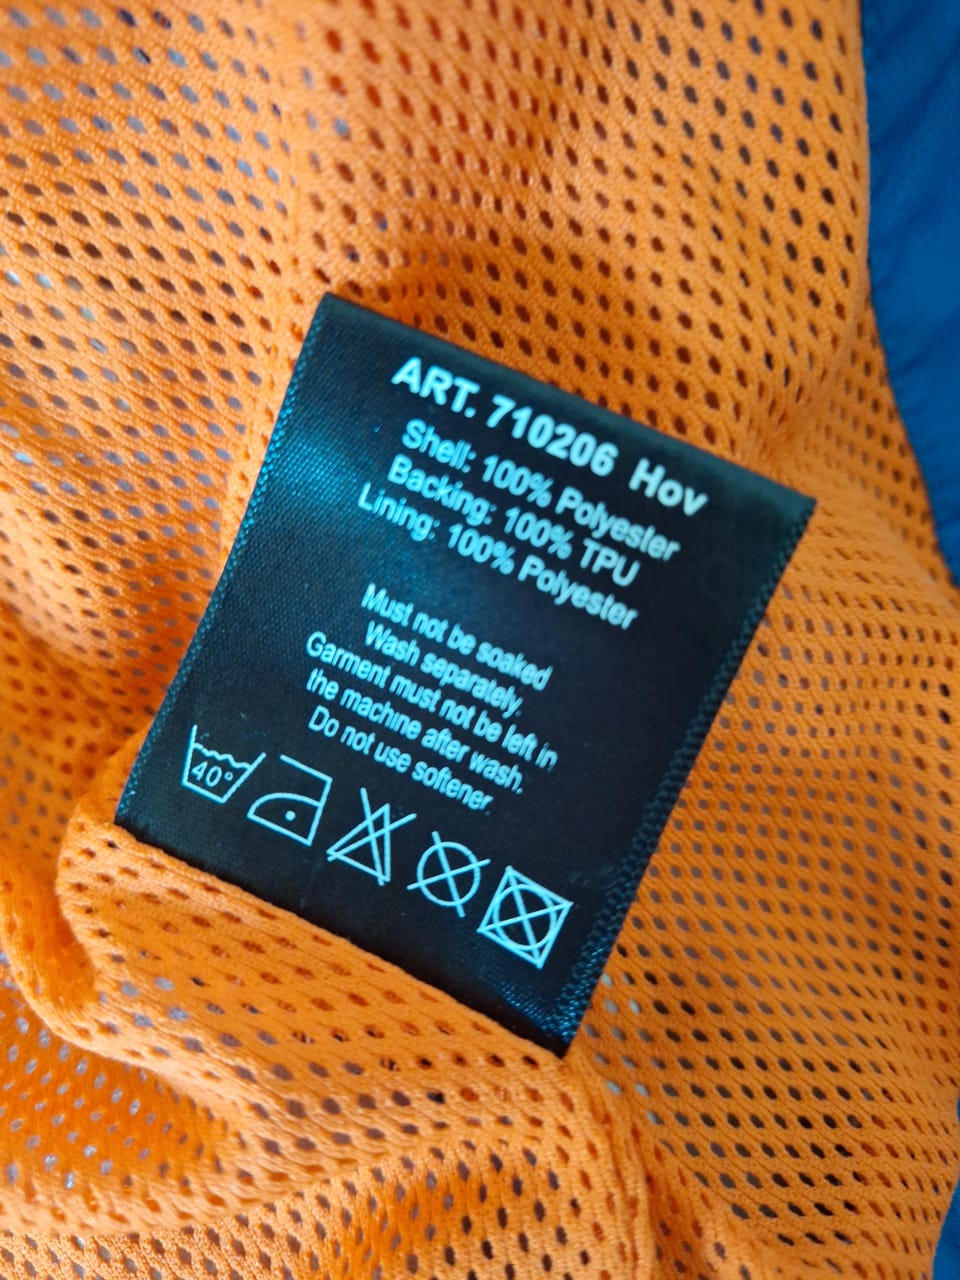 ART. 710206 Hov
Shell: 100% Polyester
Backing: 100% TPU
Lining: 100% Polyester
Must not be soaked
Wash separately.
Garment must not be left in
the machine after wash.
Do not use softener.
40°